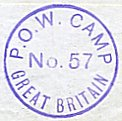 P.O.W. CAMP
No. 57
GREAT BRITAIN